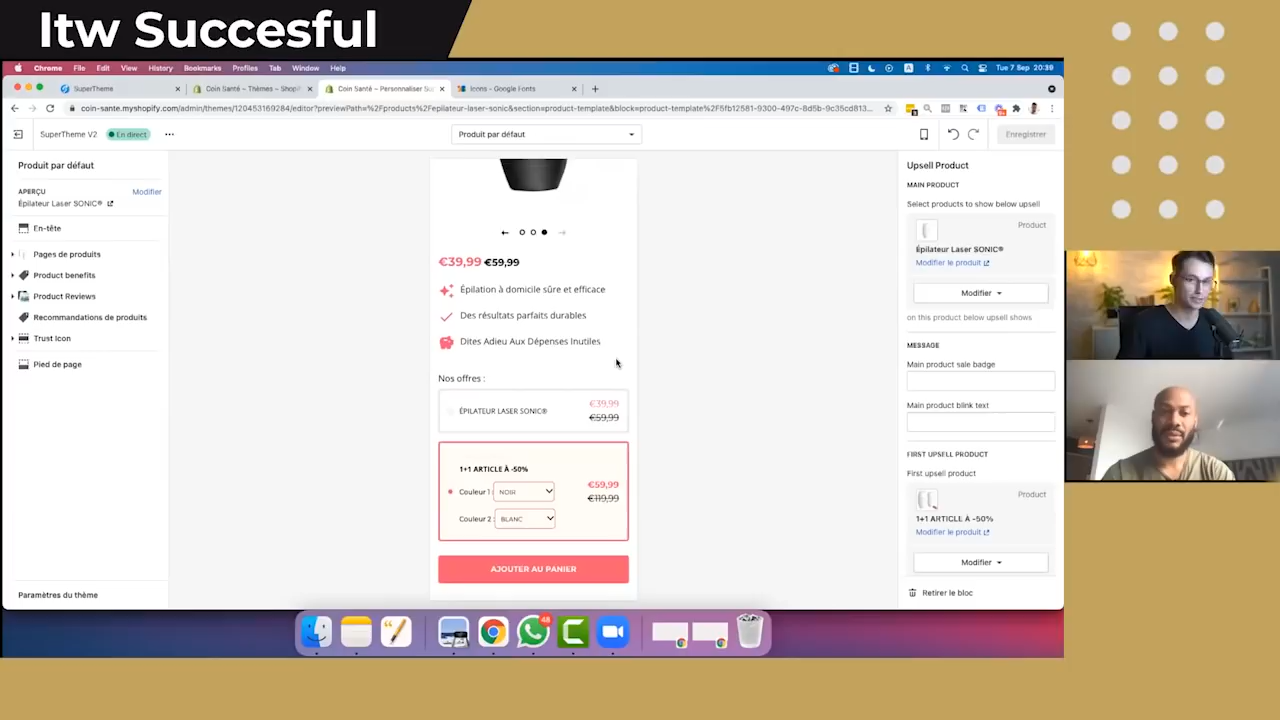 Itw Succesful
Chrome File Edit View History Bookmarks Profiles Tab Window Help
Tue 7 Sep 20:39
SuperTheme
Coin Santé – Thèmes – Shopif
Coin Santé – Personnaliser Su
Icons – Google Fonts
SuperTheme V2
En direct
Produit par défaut
Enregistrer
Produit par défaut
APERÇU
Modifier
Épilateur Laser SONIC®
En-tête
Pages de produits
Product benefits
Product Reviews
Recommandations de produits
Trust Icon
Pied de page
Paramètres du thème
€39,99 €59,99
Épilation à domicile sûre et efficace
Des résultats parfaits durables
Dites Adieu Aux Dépenses Inutiles
Nos offres :
ÉPILATEUR LASER SONIC®
€39,99
€59,99
1+1 ARTICLE À -50%
Couleur 1: NOIR
Couleur 2: BLANC
€59,99
€119,99
AJOUTER AU PANIER
Upsell Product
MAIN PRODUCT
Select products to show below upsell
Product
Épilateur Laser SONIC®
Modifier le produit
Modifier
on this product below upsell shows
MESSAGE
Main product sale badge
Main product blink text
FIRST UPSELL PRODUCT
First upsell product
Product
1+1 ARTICLE À -50%
Modifier le produit
Modifier
Retirer le bloc